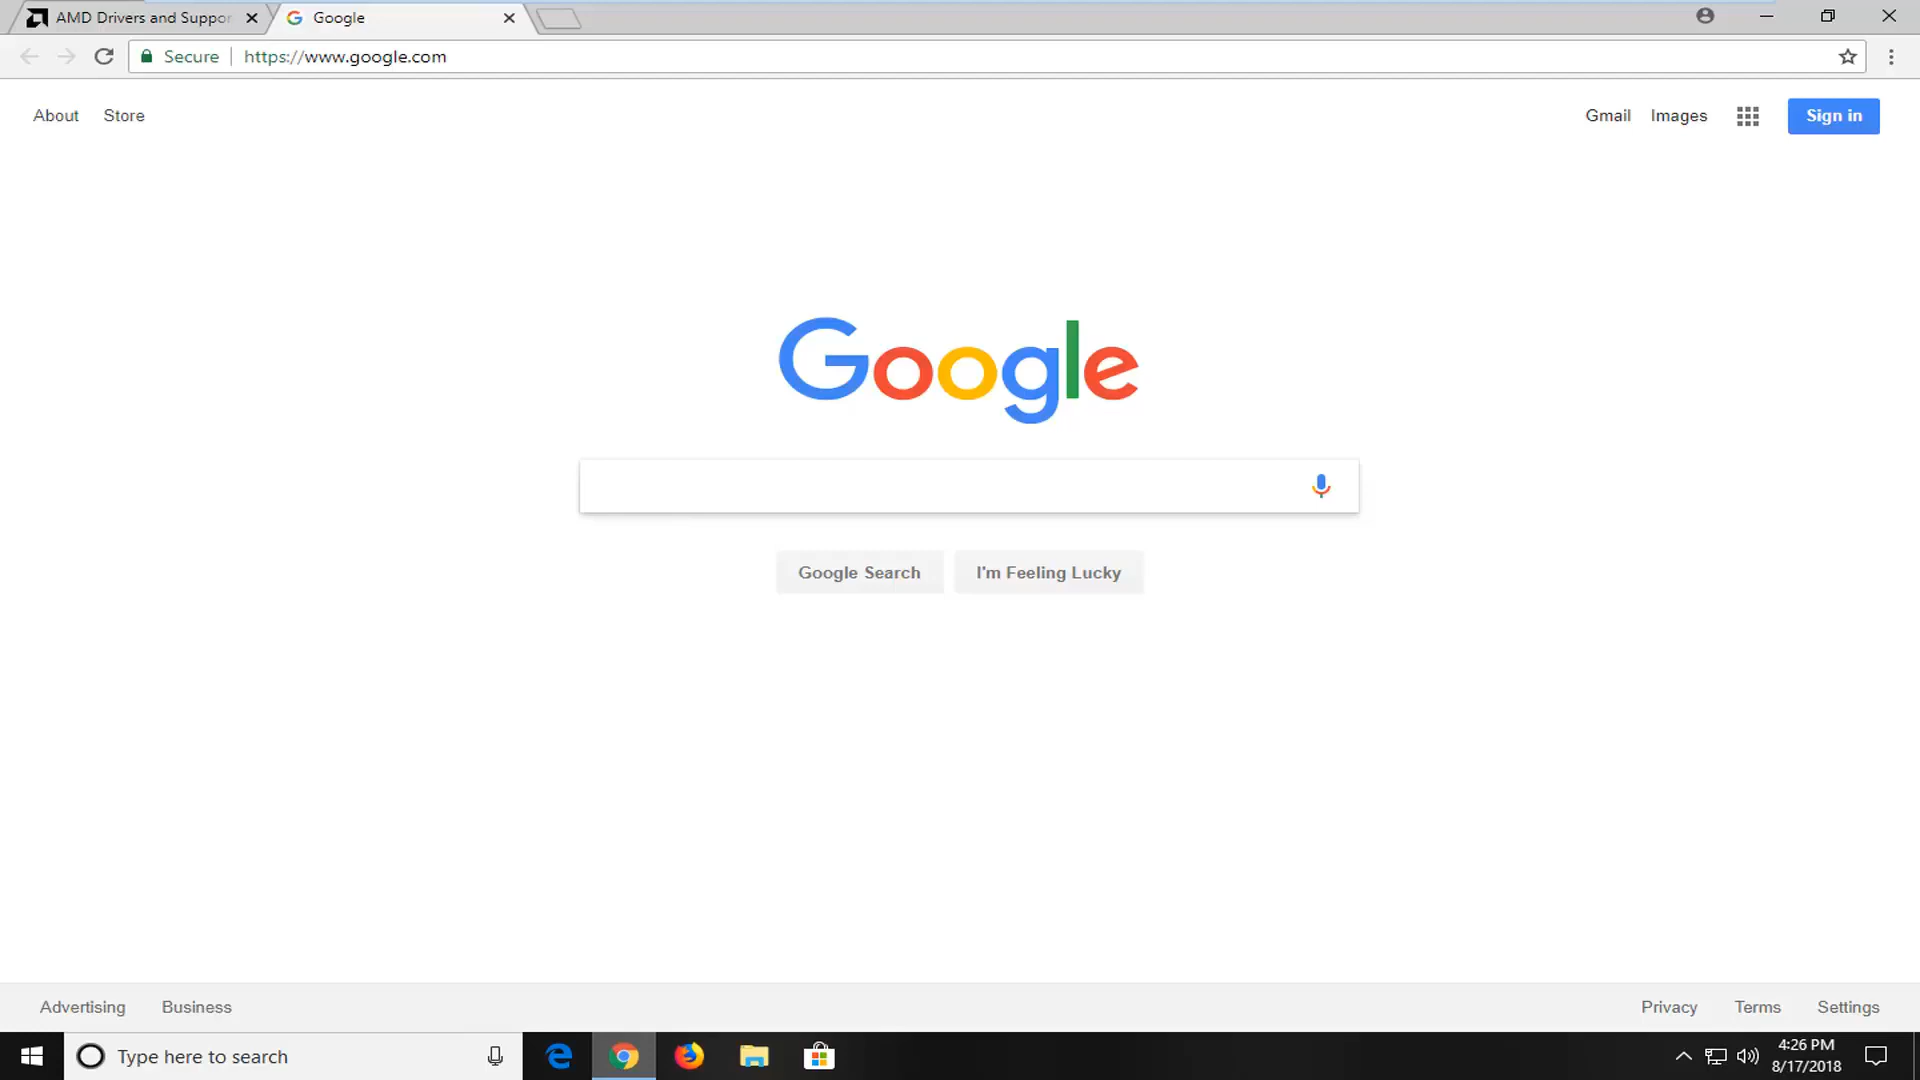 AMD Drivers and Suppor
Google
Secure
https://www.google.com
About
Store
Gmail
Images
Sign in
Google
Google Search
I'm Feeling Lucky
Advertising
Business
Privacy
Terms
Settings
Type here to search
4:26 PM
8/17/2018